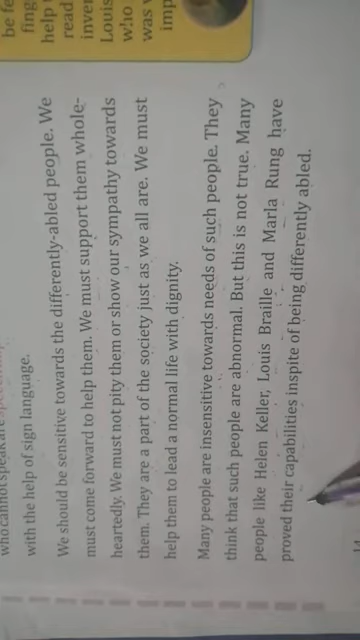 be fe
fing
help t
read
inven
Louis
who
was v
imp
who cannot speak are
with the help of sign language.
We should be sensitive towards the differently-abled people. We
must come forward to help them. We must support them whole-
heartedly. We must not pity them or show our sympathy towards
them. They are a part of the society just as we all are. We must
help them to lead a normal life with dignity.
Many people are insensitive towards needs of such people. They
think that such people are abnormal. But this is not true. Many
people like Helen Keller, Louis Braille and Marla Rung have
proved their capabilities inspite of being differently abled.